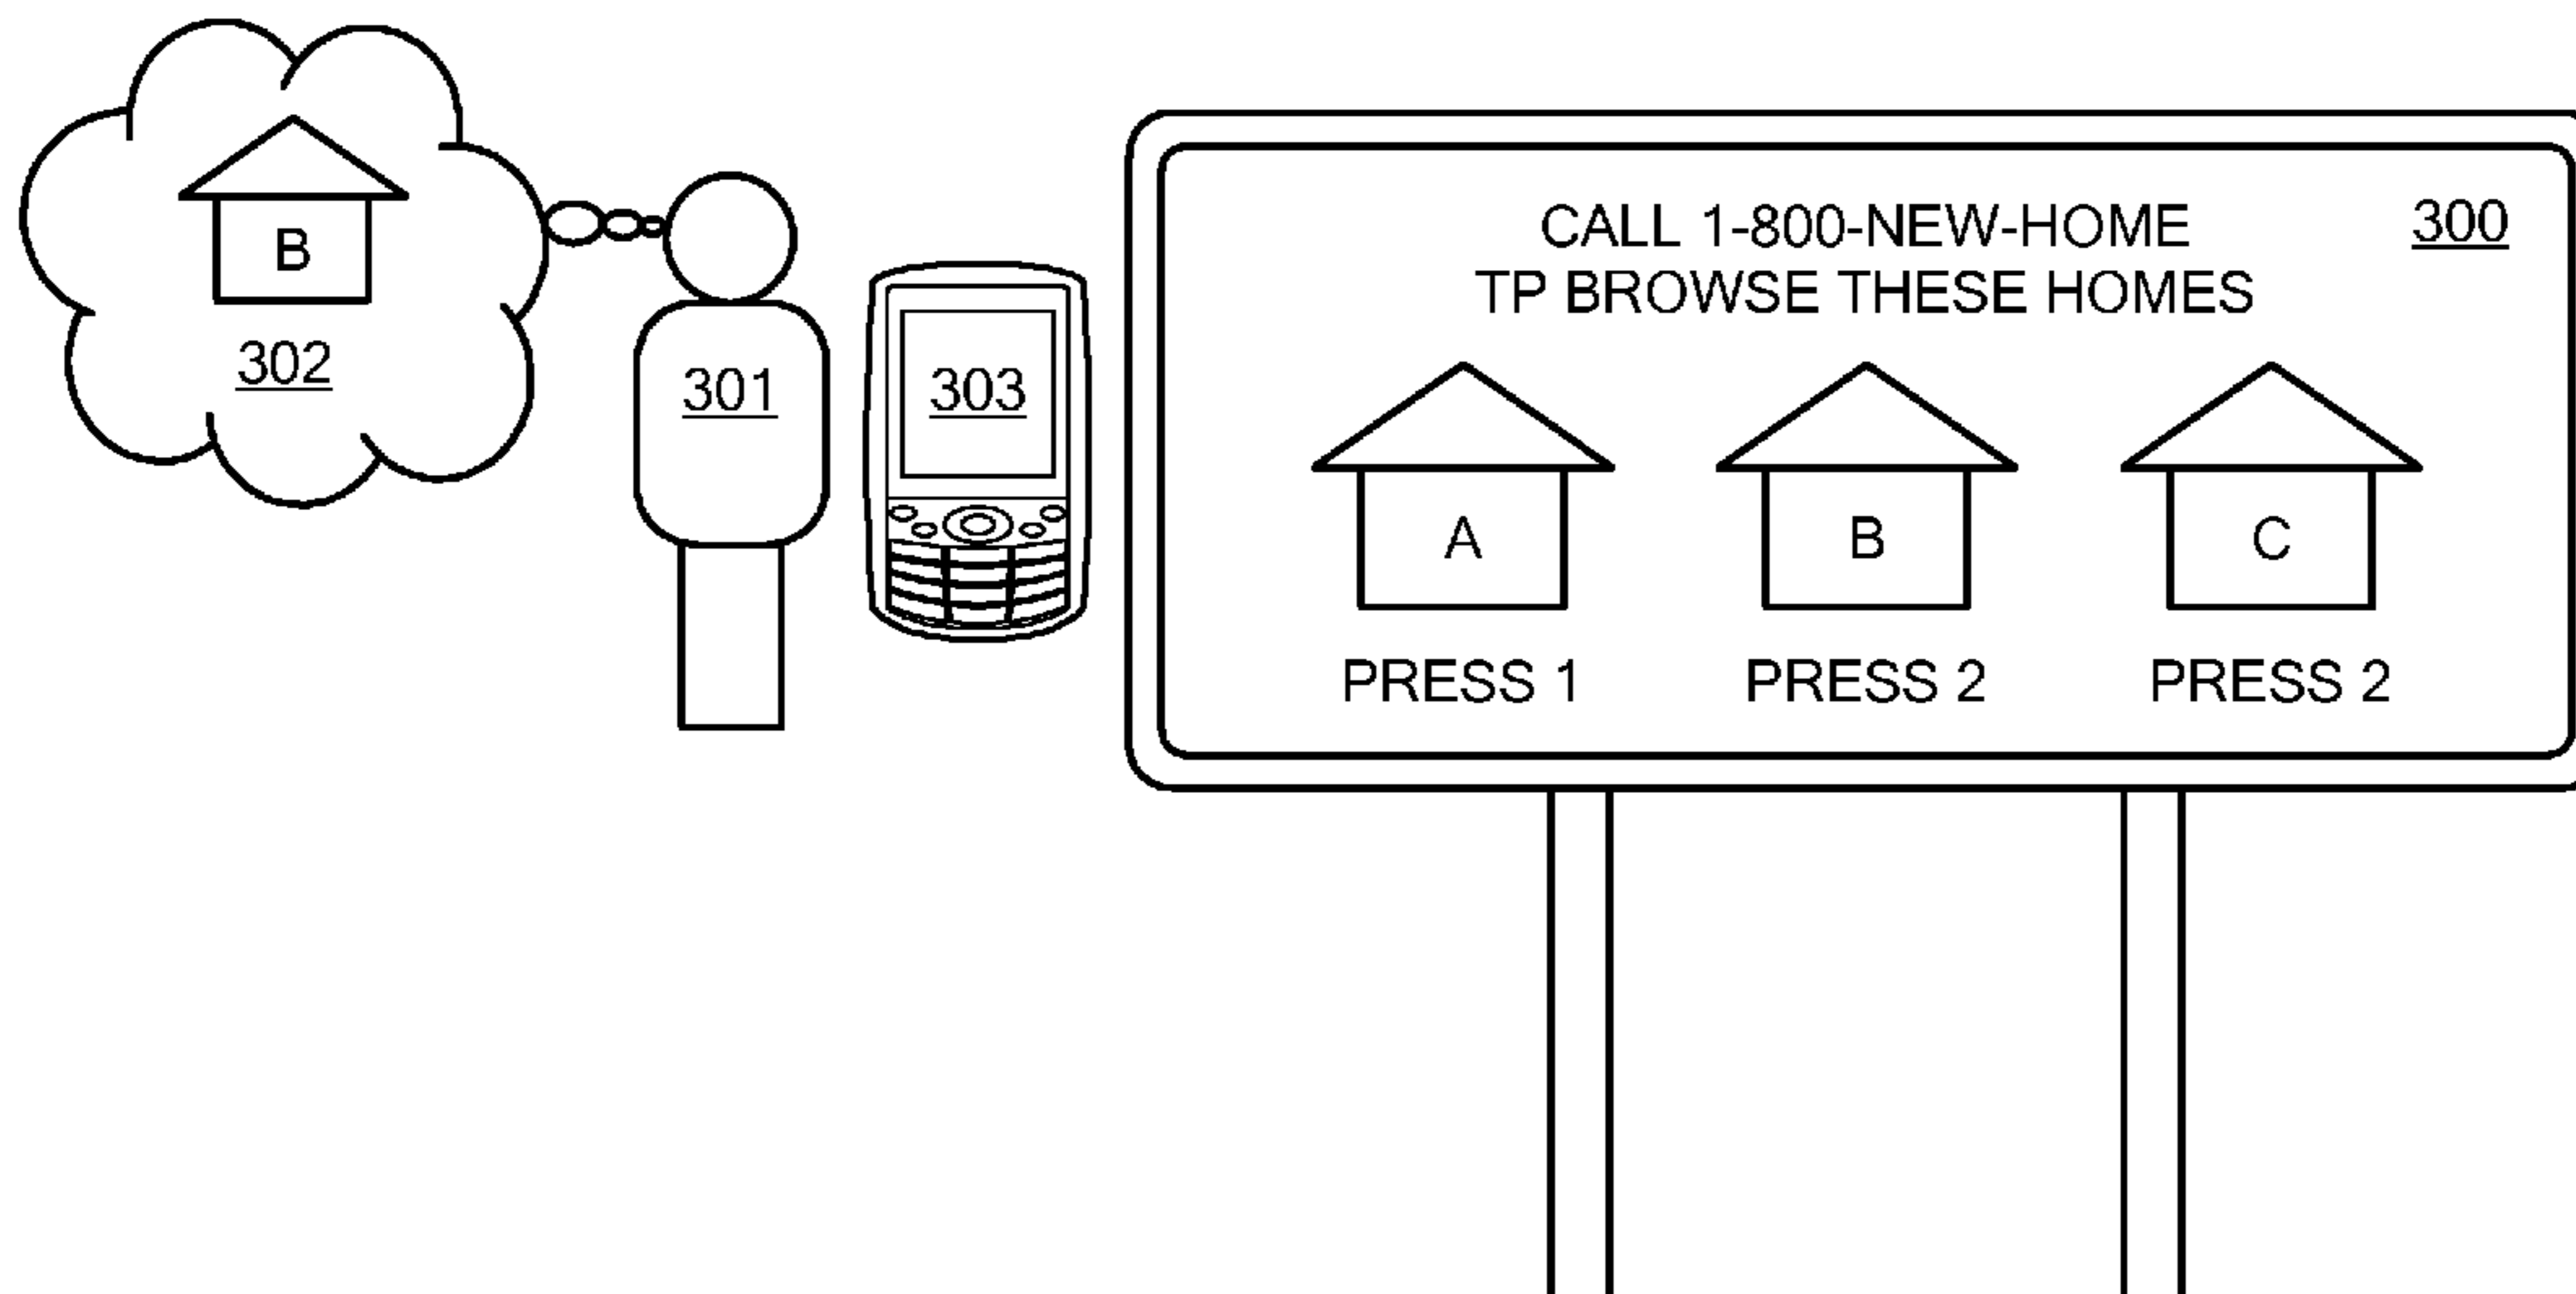 B
302
301
303
CALL 1-800-NEW-HOME
300
TP BROWSE THESE HOMES
A B C
PRESS 1 PRESS 2 PRESS 2